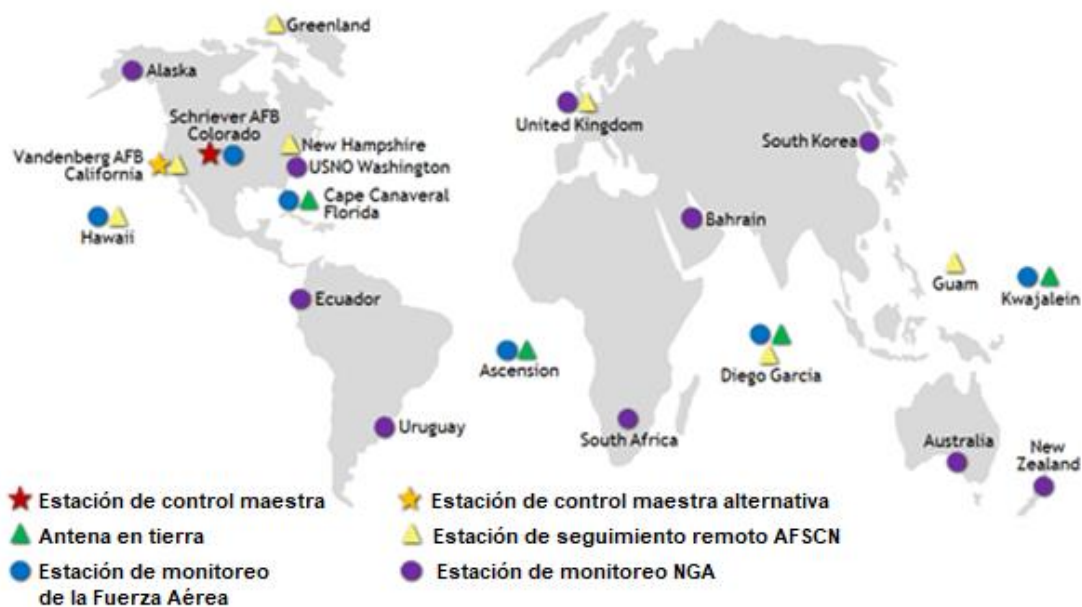 Greenland
Alaska
Schriever AFB
Colorado
Vandenberg AFB
California
New Hampshire
USNO Washington
Cape Canaveral
Florida
Hawaii
United Kingdom
South Korea
Bahrain
Guam
Kwajalein
Ecuador
Ascension
Diego Garcia
Uruguay
South Africa
Australia
New
Zealand
Estación de control maestra
Estación de control maestra alternativa
Antena en tierra
Estación de seguimiento remoto AFSCN
Estación de monitoreo
de la Fuerza Aérea
Estación de monitoreo NGA